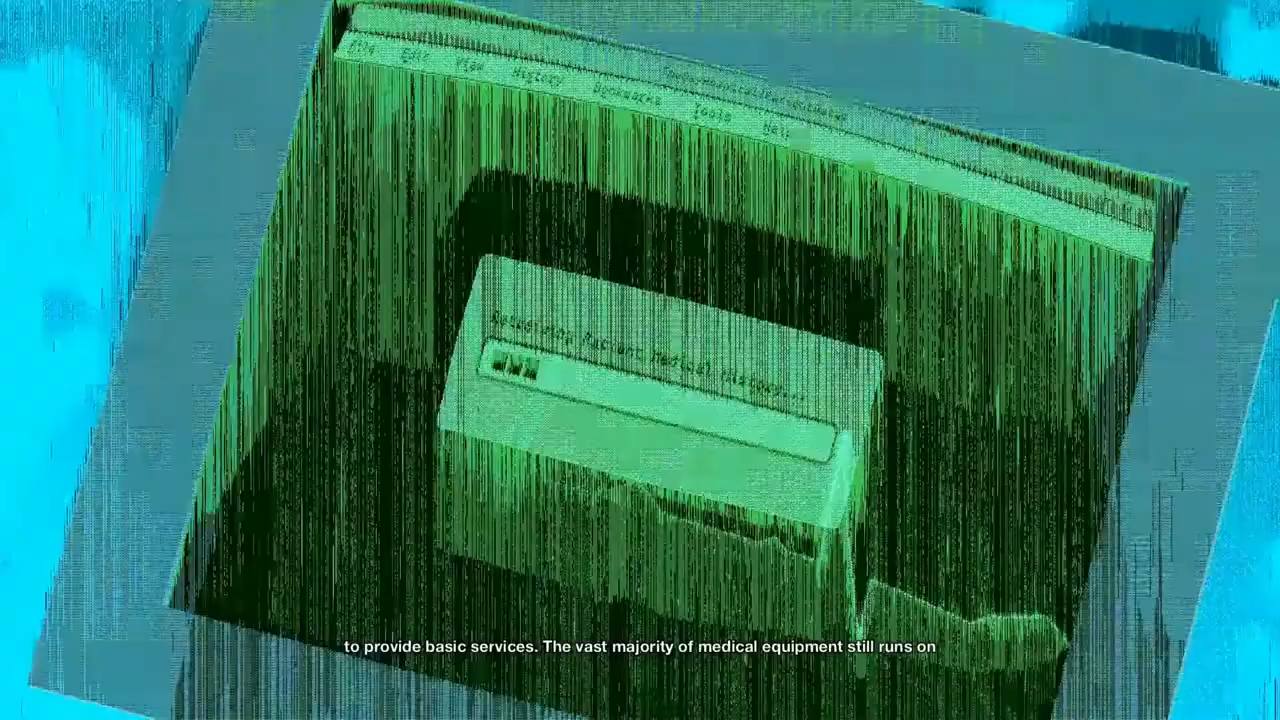 File Edit View History Bookmarks Tools Help
Patient Medical History...
to provide basic services. The vast majority of medical equipment still runs on